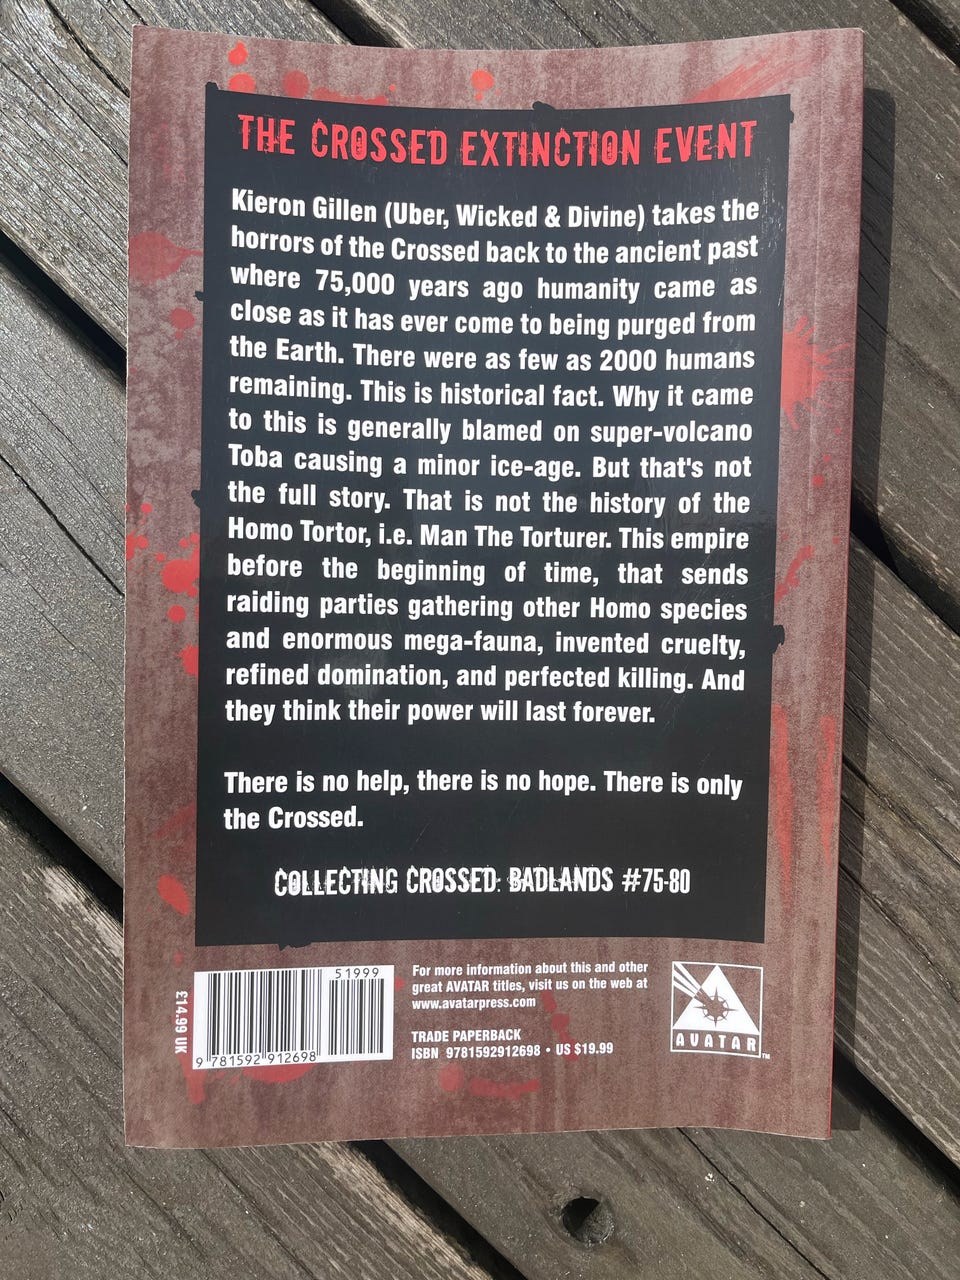 THE CROSSED EXTINCTION EVENT
Kieron Gillen (Uber, Wicked & Divine) takes the
horrors of the Crossed back to the ancient past
where 75,000 years ago humanity came as
close as it has ever come to being purged from
the Earth. There were as few as 2000 humans
remaining. This is historical fact. Why it came
to this is generally blamed on super-volcano
Toba causing a minor ice-age. But that's not
the full story. That is not the history of the
Homo Tortor, i.e. Man The Torturer. This empire
before the beginning of time, that sends
raiding parties gathering other Homo species
and enormous mega-fauna, invented cruelty,
refined domination, and perfected killing. And
they think their power will last forever.
There is no help, there is no hope. There is only
the Crossed.
COLLECTING CROSSED: BADLANDS #75-80
£14.99 UK
51999
9 781592 912698
For more information about this and other
great AVATAR titles, visit us on the web at
www.avatarpress.com
TRADE PAPERBACK
ISBN 9781592912698 • US $19.99
AVATAR™